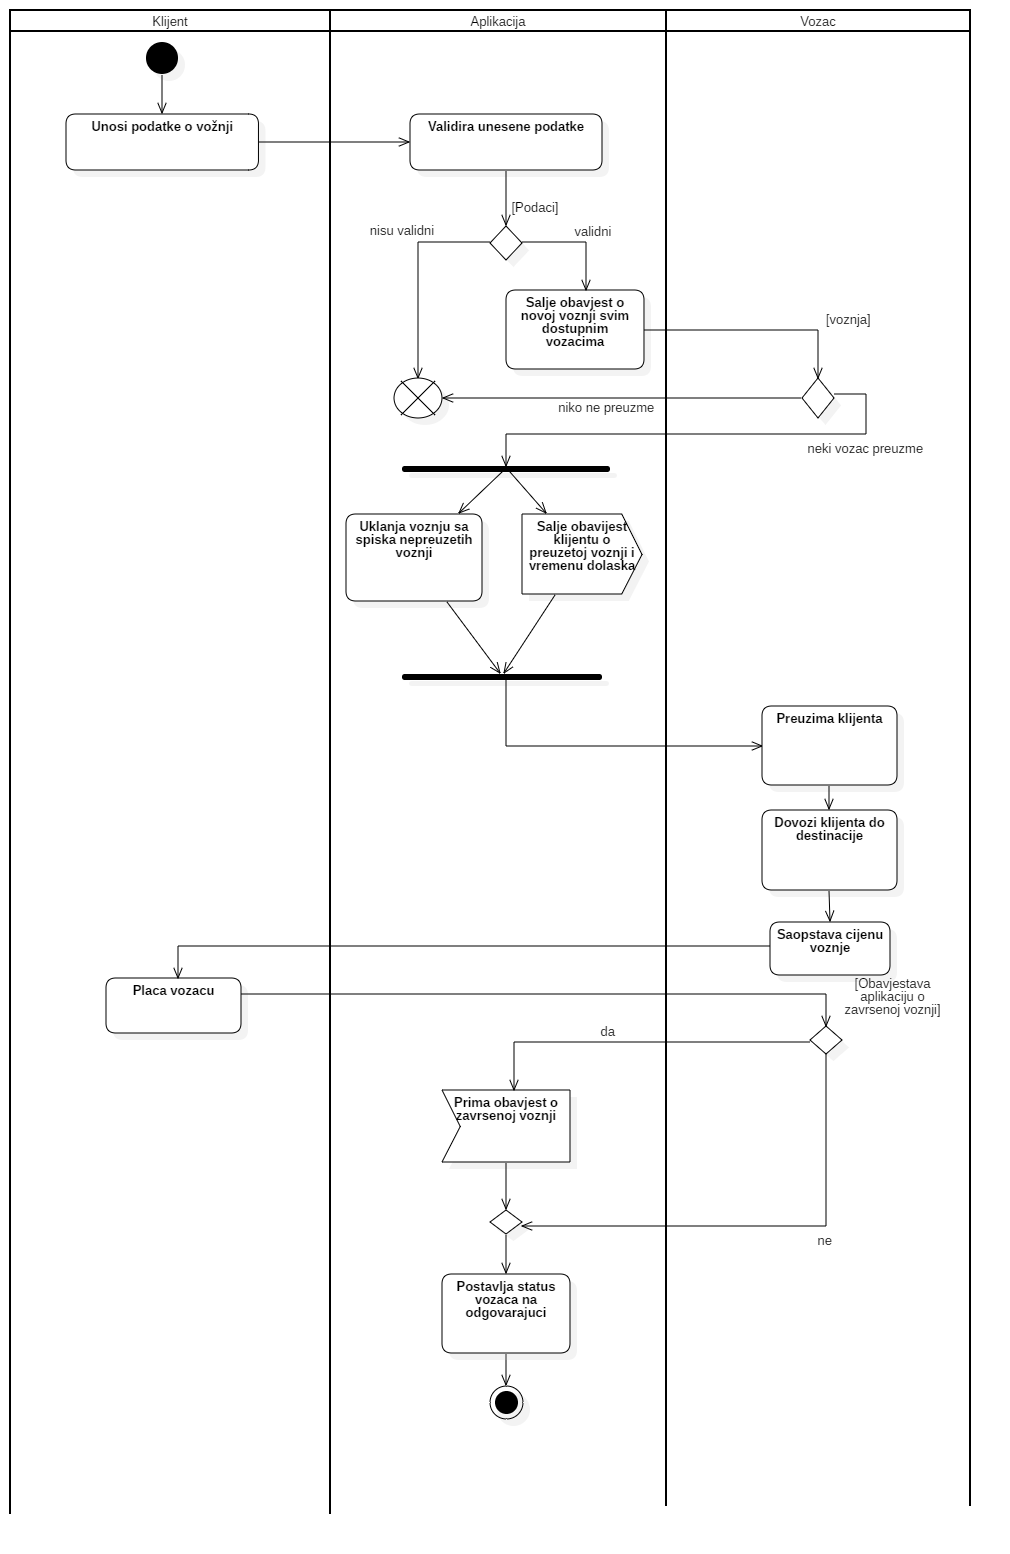 Klijent
Aplikacija
Vozac
Unosi podatke o vožnji
Validira unesene podatke
[Podaci]
nisu validni
validni
Salje obavjest o
novoj voznji svim
dostupnim
vozacima
[voznja]
niko ne preuzme
neki vozac preuzme
Uklanja voznju sa
spiska nepreuzetih
voznji
Salje obavijest
klijentu o
preuzetoj voznji i
vremenu dolaska
Preuzima klijenta
Dovozi klijenta do
destinacije
Saopstava cijenu
voznje
Placa vozacu
[Obavjestava
aplikaciju o
zavrsenoj voznji]
da
Prima obavjest o
zavrsenoj voznji
ne
Postavlja status
vozaca na
odgovarajuci